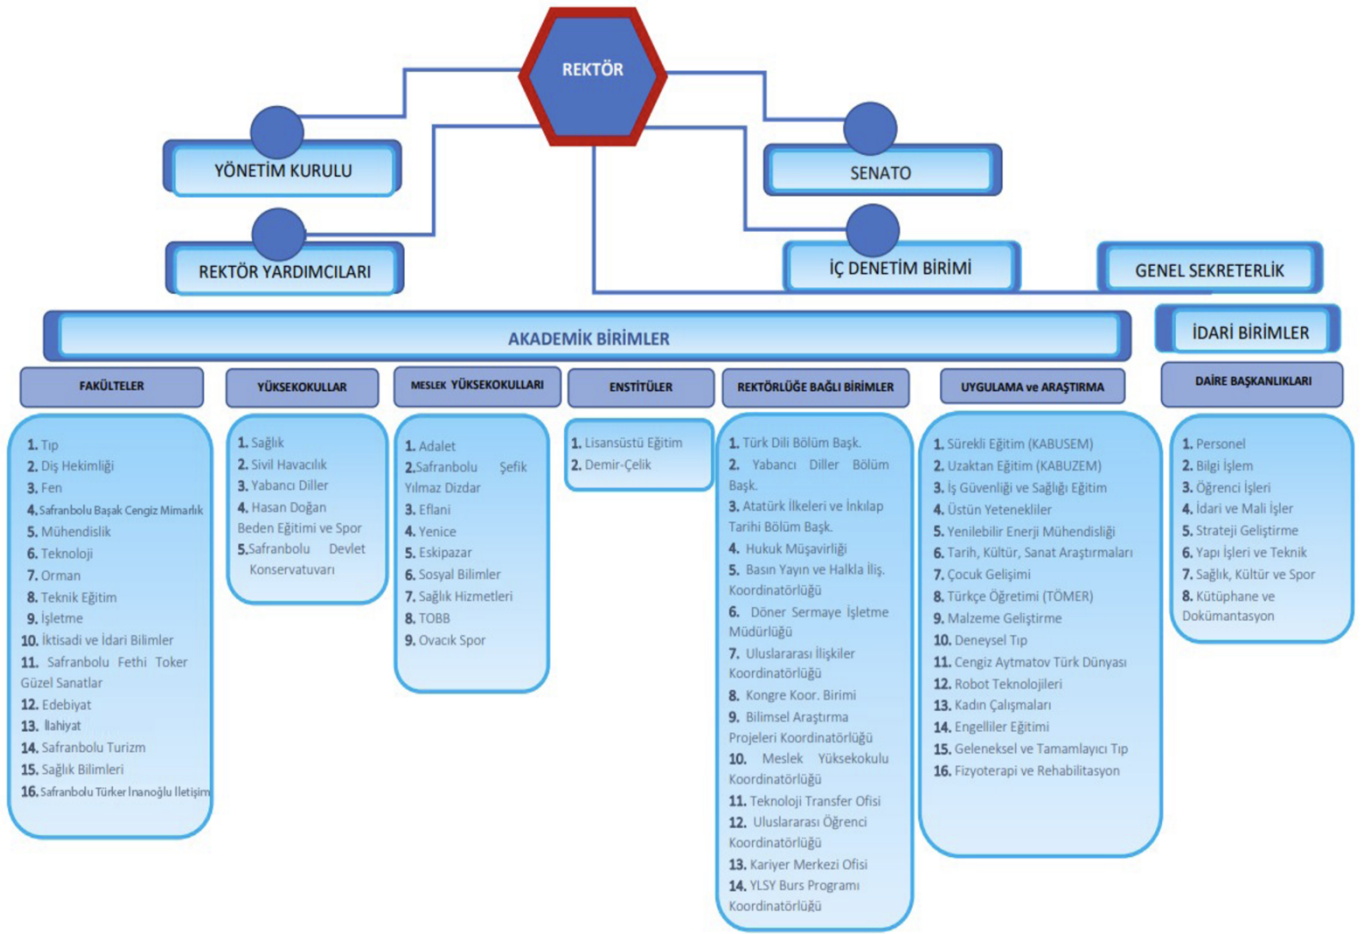 REKTÖR
YÖNETİM KURULU
SENATO
REKTÖR YARDIMCILARI
İÇ DENETİM BİRİMİ
GENEL SEKRETERLİK
AKADEMİK BİRİMLER
İDARİ BİRİMLER
FAKÜLTELER
1. Tıp
2. Diş Hekimliği
3. Fen
4. Safranbolu Başak Cengiz Mimarlık
5. Mühendislik
6. Teknoloji
7. Orman
8. Teknik Eğitim
9. İşletme
10. İktisadi ve İdari Bilimler
11. Safranbolu Fethi Toker
Güzel Sanatlar
12. Edebiyat
13. İlahiyat
14. Safranbolu Turizm
15. Sağlık Bilimleri
16. Safranbolu Türker İnanoğlu İletişim
YÜKSEKOKULLAR
1. Sağlık
2. Sivil Havacılık
3. Yabancı Diller
4. Hasan Doğan
Beden Eğitimi ve Spor
5.Safranbolu Devlet
Konservatuvarı
MESLEK YÜKSEKOKULLARI
1. Adalet
2.Safranbolu Şefik
Yılmaz Dizdar
3. Eflani
4. Yenice
5. Eskipazar
6. Sosyal Bilimler
7. Sağlık Hizmetleri
8. TOBB
9. Ovacık Spor
ENSTİTÜLER
1. Lisansüstü Eğitim
2. Demir-Çelik
REKTÖRLÜĞE BAĞLI BİRİMLER
1. Türk Dili Bölüm Başk.
2. Yabancı Diller Bölüm
Başk.
3. Atatürk İlkeleri ve İnkılap
Tarihi Bölüm Başk.
4. Hukuk Müşavirliği
5. Basın Yayın ve Halkla İliş.
Koordinatörlüğü
6. Döner Sermaye İşletme
Müdürlüğü
7. Uluslararası İlişkiler
Koordinatörlüğü
8. Kongre Koor. Birimi
9. Bilimsel Araştırma
Projeleri Koordinatörlüğü
10. Meslek Yüksekokulu
Koordinatörlüğü
11. Teknoloji Transfer Ofisi
12. Uluslararası Öğrenci
Koordinatörlüğü
13. Kariyer Merkezi Ofisi
14. YLSY Burs Programı
Koordinatörlüğü
UYGULAMA ve ARAŞTIRMA
1. Sürekli Eğitim (KABUSEM)
2. Uzaktan Eğitim (KABUZEM)
3. İş Güvenliği ve Sağlığı Eğitim
4. Üstün Yetenekliler
5. Yenilebilir Enerji Mühendisliği
6. Tarih, Kültür, Sanat Araştırmaları
7. Çocuk Gelişimi
8. Türkçe Öğretimi (TÖMER)
9. Malzeme Geliştirme
10. Deneysel Tıp
11. Cengiz Aytmatov Türk Dünyası
12. Robot Teknolojileri
13. Kadın Çalışmaları
14. Engelliler Eğitimi
15. Geleneksel ve Tamamlayıcı Tıp
16. Fizyoterapi ve Rehabilitasyon
DAİRE BAŞKANLIKLARI
1. Personel
2. Bilgi İşlem
3. Öğrenci İşleri
4. İdari ve Mali İşler
5. Strateji Geliştirme
6. Yapı İşleri ve Teknik
7. Sağlık, Kültür ve Spor
8. Kütüphane ve
Dokümantasyon